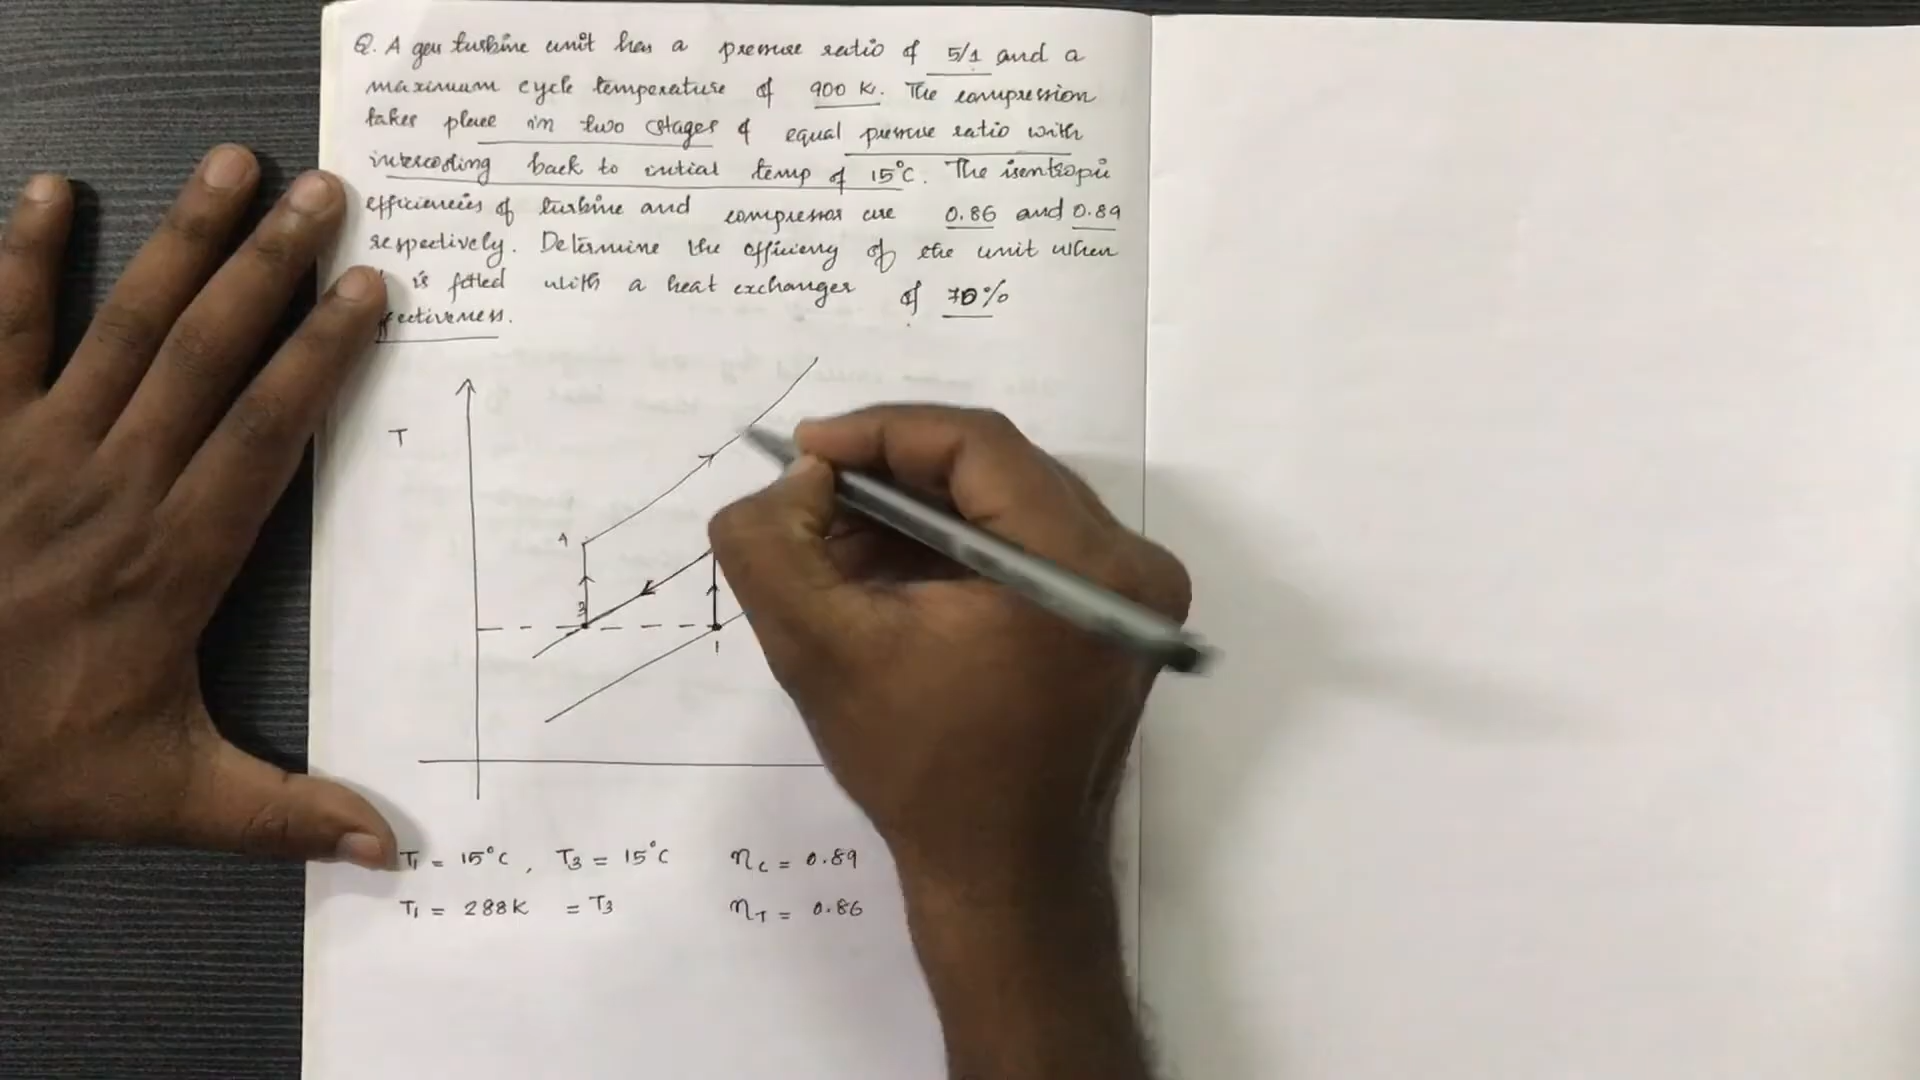 Q. A gas turbine unit has a pressure ratio of 5/1 and a
maximum cycle temperature of 900 K. The compression
takes place in two stages of equal pressure ratio with
intercooling back to initial temp of 15°C. The isentropic
efficiencies of turbine and compressor are 0.86 and 0.89
respectively. Determine the efficieny of the unit when
is fitted with a heat exchanger of 70%
T
4
3
1
T1 = 15°C, T3 = 15°C ηC = 0.89
T1 = 288K = T3 ηT = 0.86